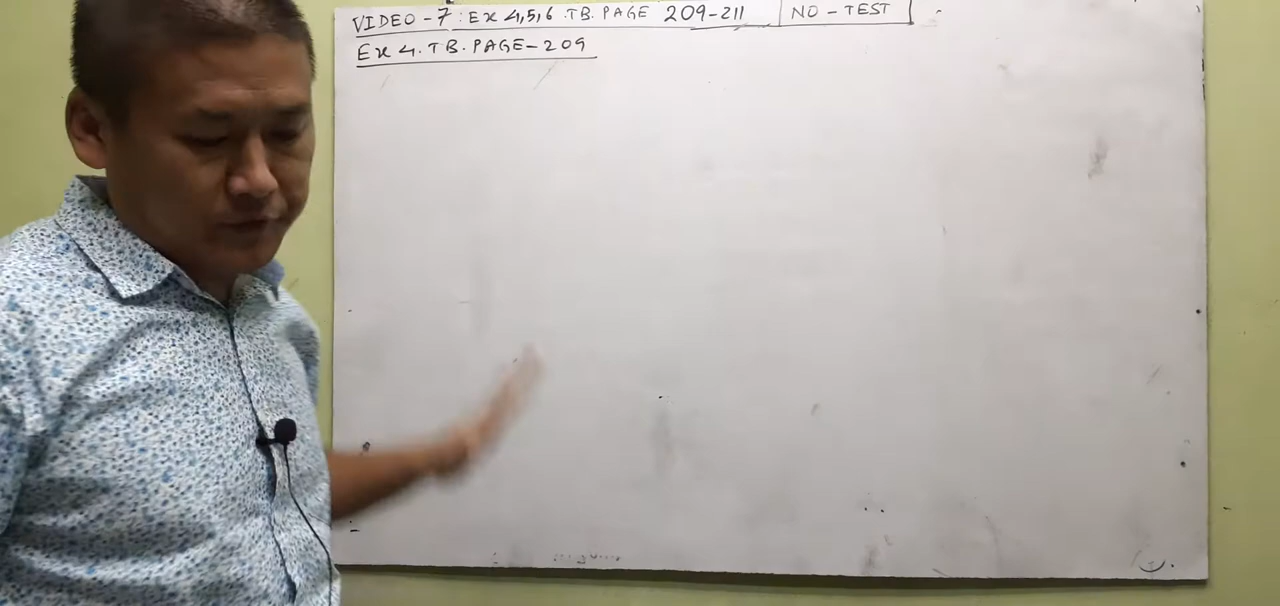 VIDEO - 7 : Ex 4,5,6 .TB. PAGE 209-211 NO - TEST
Ex 4. TB. PAGE-209